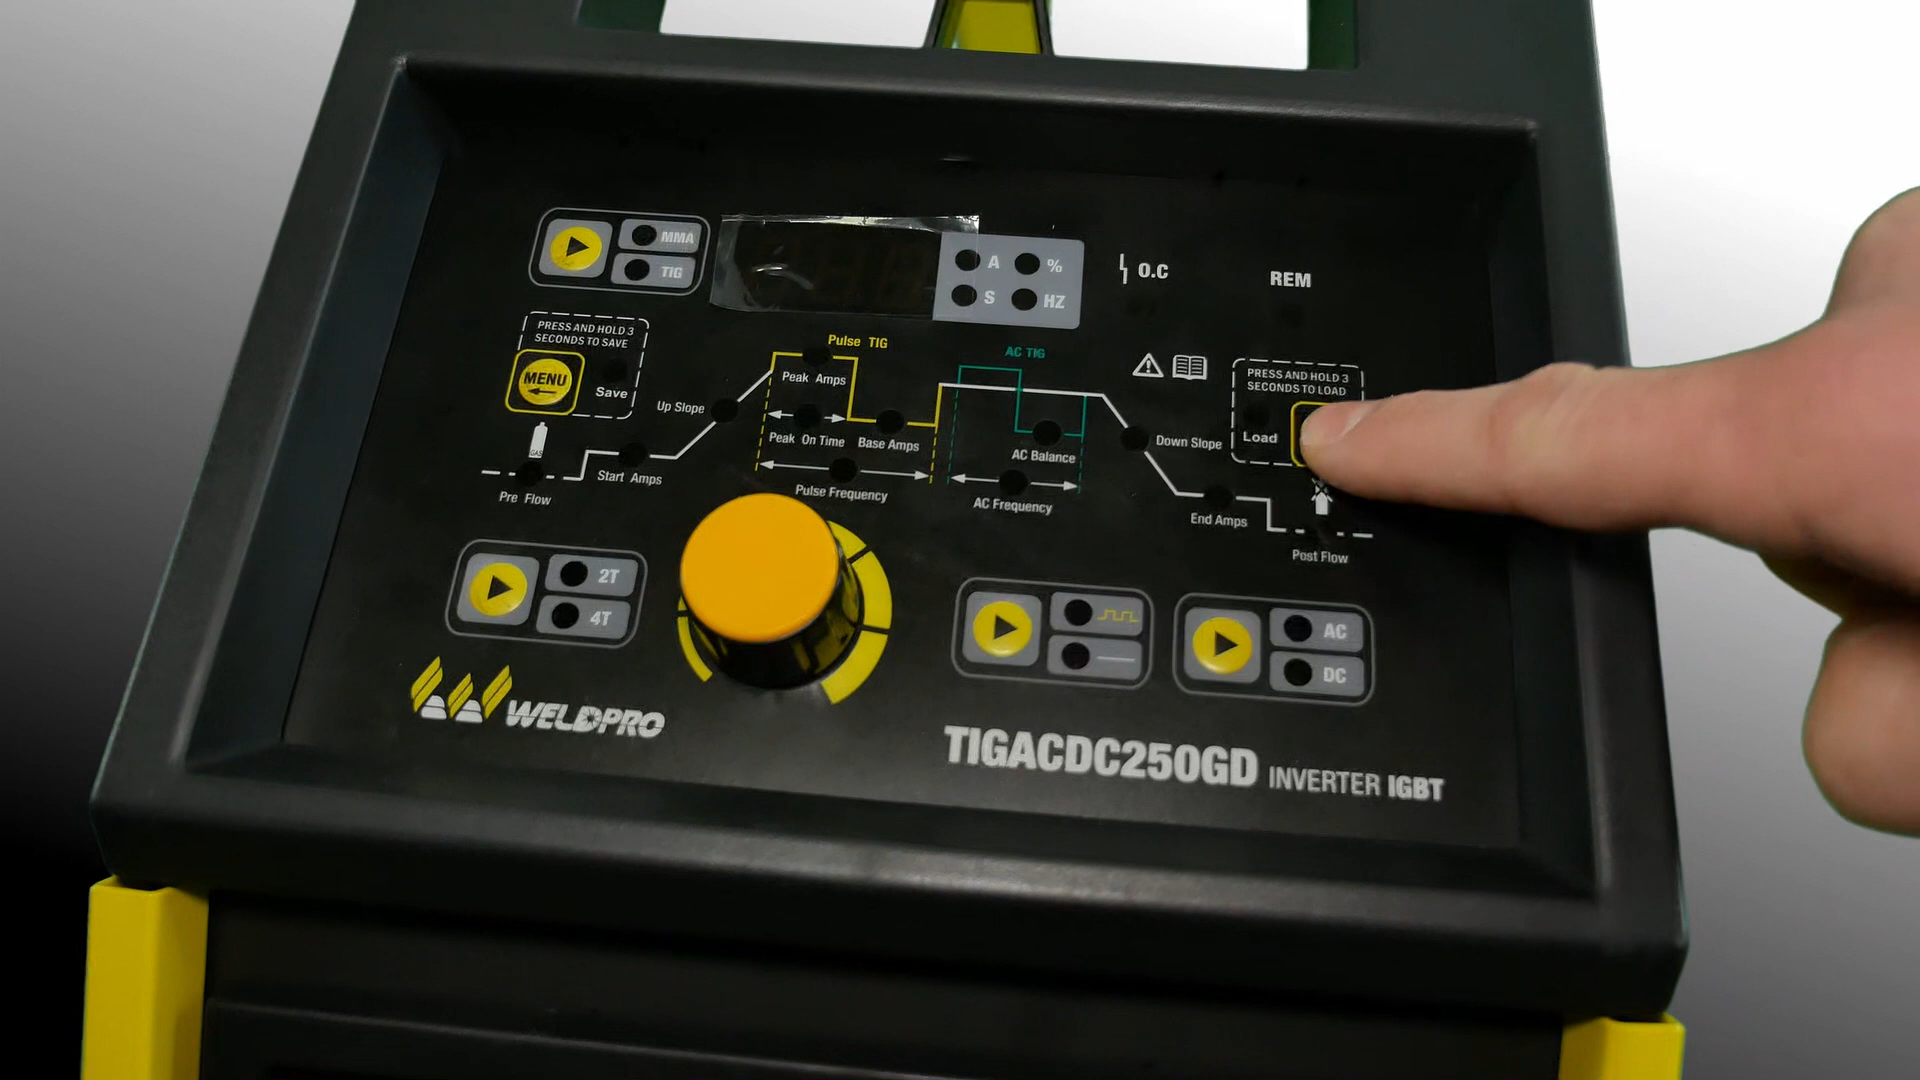 MMA
TIG
A
%
S
HZ
O.C
REM
PRESS AND HOLD 3
SECONDS TO SAVE
MENU
Save
Pulse TIG
AC TIG
PRESS AND HOLD 3
SECONDS TO LOAD
Load
Peak Amps
Up Slope
Peak On Time
Base Amps
AC Balance
Down Slope
GAS
Pre Flow
Start Amps
Pulse Frequency
AC Frequency
End Amps
Post Flow
2T
4T
AC
DC
WELDPRO
TIGACDC250GD INVERTER IGBT